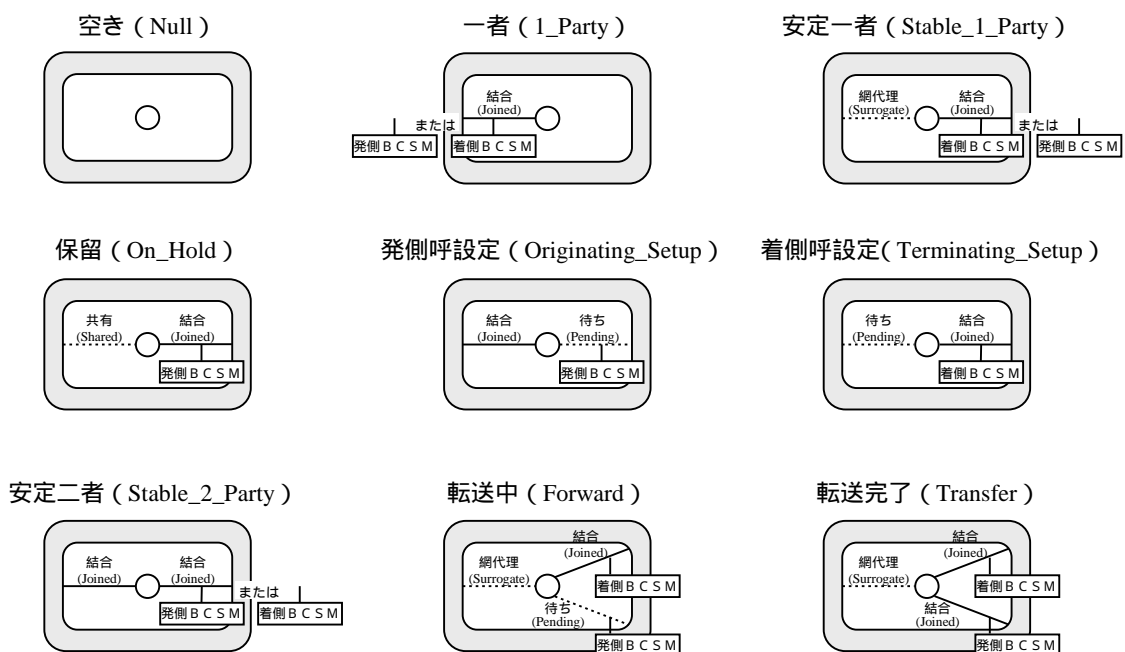 空き ( Null )
一者 ( 1_Party )
安定一者 ( Stable_1_Party )
結合
(Joined)
または
発側ＢＣＳＭ
着側ＢＣＳＭ
網代理
(Surrogate)
結合
(Joined)
または
着側ＢＣＳＭ
発側ＢＣＳＭ
保留 ( On_Hold )
発側呼設定 ( Originating_Setup )
着側呼設定( Terminating_Setup )
共有
(Shared)
結合
(Joined)
発側ＢＣＳＭ
結合
(Joined)
待ち
(Pending)
発側ＢＣＳＭ
待ち
(Pending)
結合
(Joined)
着側ＢＣＳＭ
安定二者 ( Stable_2_Party )
転送中 ( Forward )
転送完了 ( Transfer )
結合
(Joined)
結合
(Joined)
または
発側ＢＣＳＭ
着側ＢＣＳＭ
網代理
(Surrogate)
結合
(Joined)
着側ＢＣＳＭ
待ち
(Pending)
発側ＢＣＳＭ
網代理
(Surrogate)
結合
(Joined)
着側ＢＣＳＭ
結合
(Joined)
発側ＢＣＳＭ